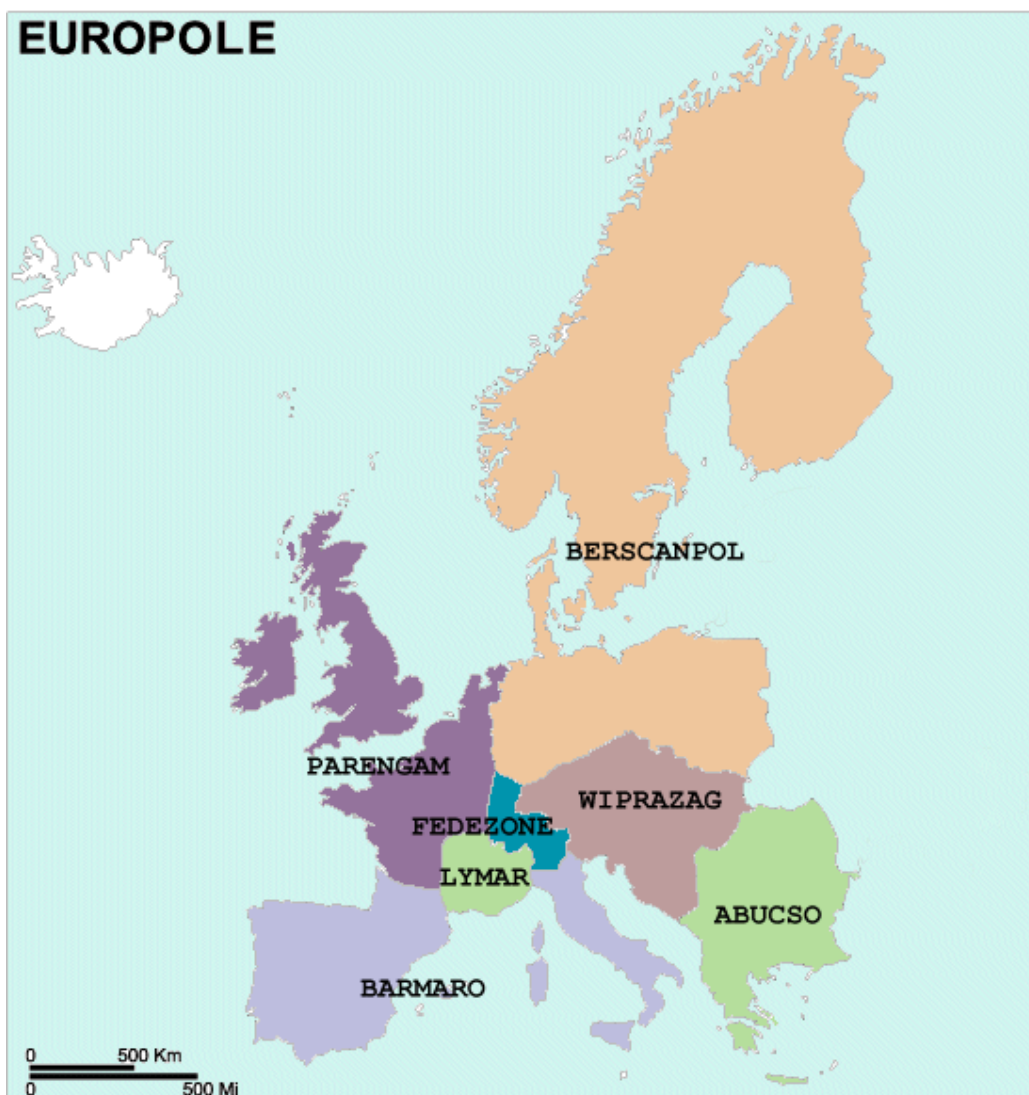 EUROPOLE
BERSCANPOL
PARENGAM
WIPRAZAG
FEDEZONE
LYMAR
ABUCSO
BARMARO
0 500 Km
0 500 Mi